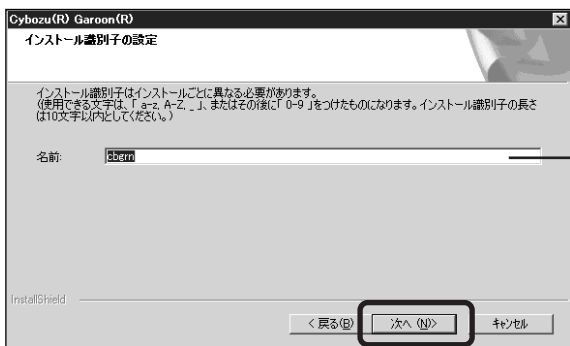 Cybozu(R) Garoon(R)
インストール識別子の設定
インストール識別子はインストールごとに異なる必要があります。
(使用できる文字は、「 a-z, A-Z, _ 」、またはその後に「 0-9 」をつけたものになります。インストール識別子の長さ
は10文字以内としてください。)
名前:
cbgrn
InstallShield
< 戻る(B)
次へ (N)>
キャンセル